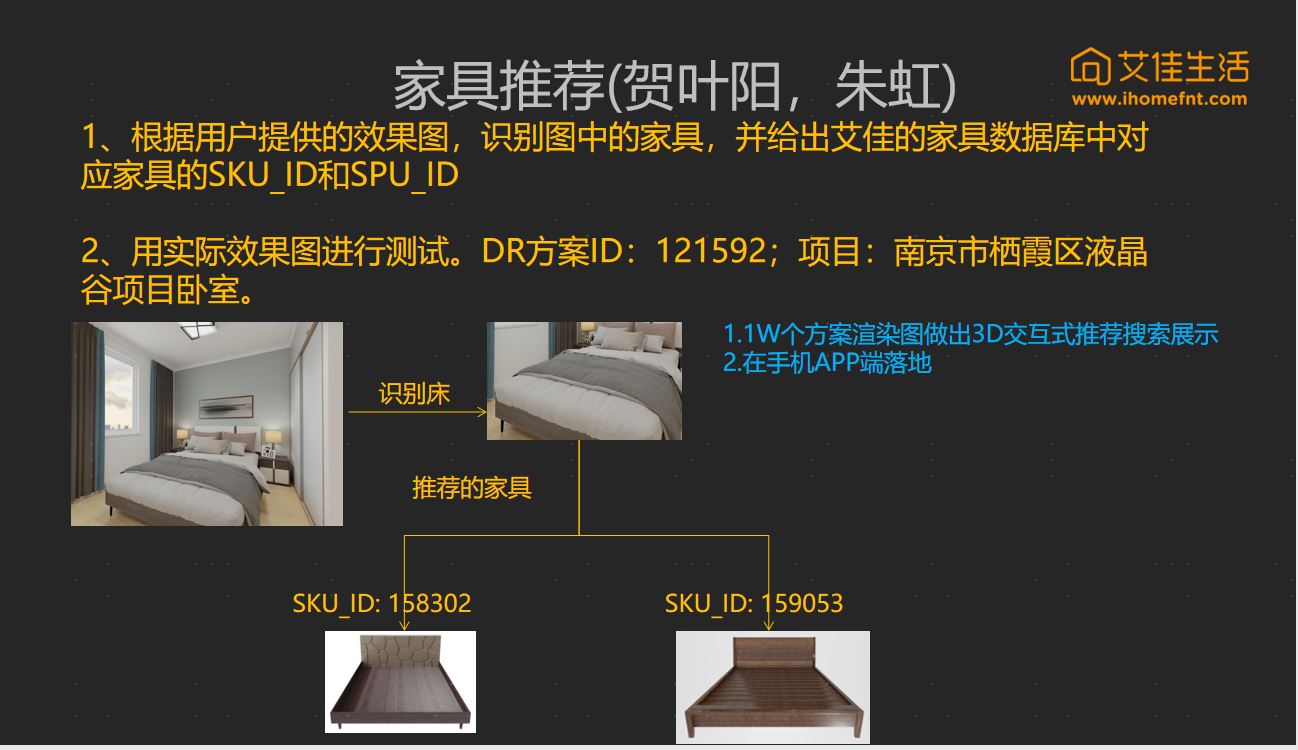 家具推荐(贺叶阳，朱虹)
艾佳生活
www.ihomefnt.com
1、根据用户提供的效果图，识别图中的家具，并给出艾佳的家具数据库中对
应家具的SKU_ID和SPU_ID
2、用实际效果图进行测试。DR方案ID：121592；项目：南京市栖霞区液晶
谷项目卧室。
1.1W个方案渲染图做出3D交互式推荐搜索展示
2.在手机APP端落地
识别床
推荐的家具
SKU_ID: 158302
SKU_ID: 159053